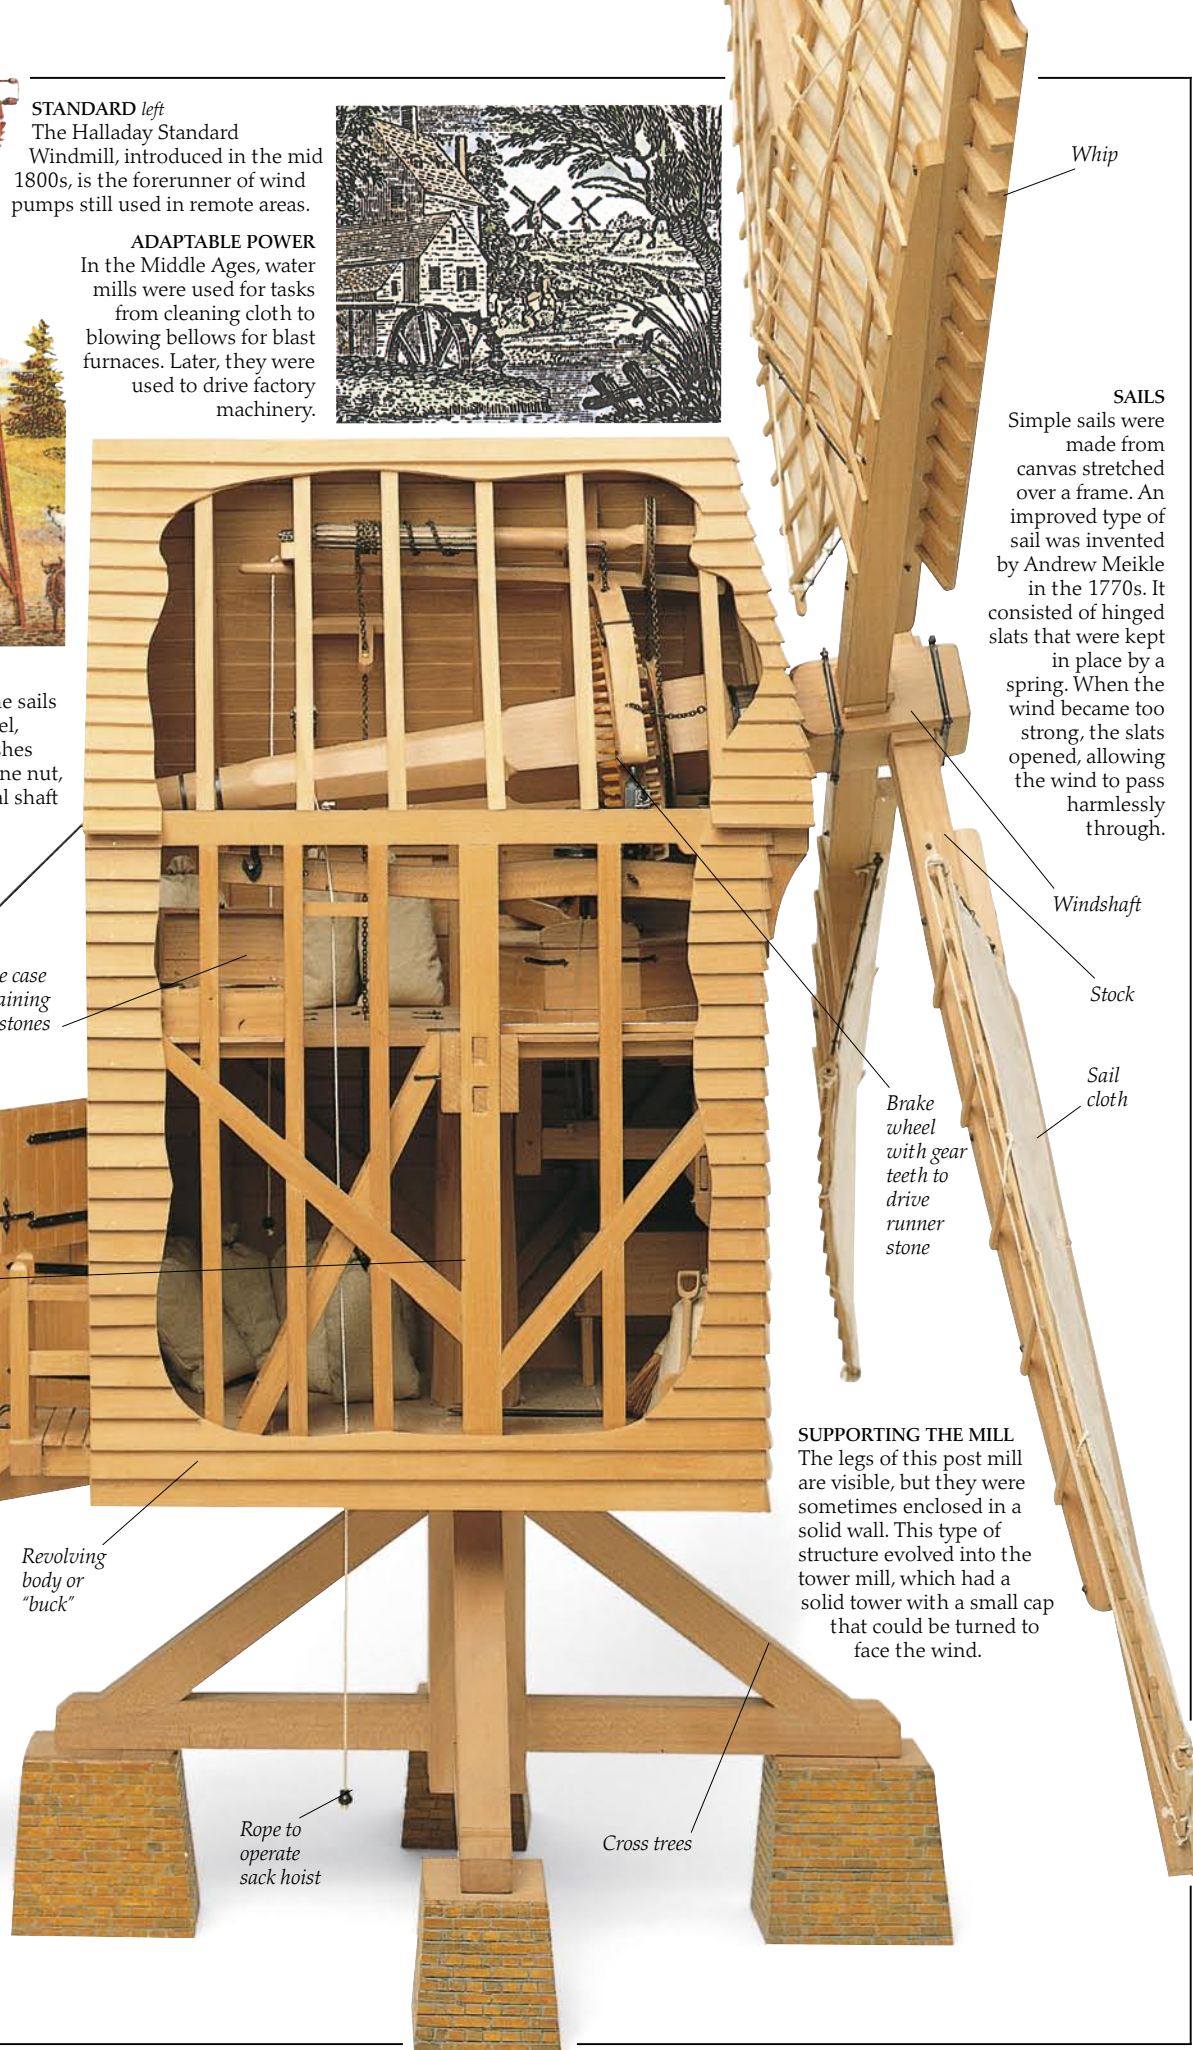 STANDARD left
The Halladay Standard
Windmill, introduced in the mid
1800s, is the forerunner of wind
pumps still used in remote areas.
ADAPTABLE POWER
In the Middle Ages, water
mills were used for tasks
from cleaning cloth to
blowing bellows for blast
furnaces. Later, they were
used to drive factory
machinery.
Whip
SAILS
Simple sails were
made from
canvas stretched
over a frame. An
improved type of
sail was invented
by Andrew Meikle
in the 1770s. It
consisted of hinged
slats that were kept
in place by a
spring. When the
wind became too
strong, the slats
opened, allowing
the wind to pass
harmlessly
through.
sails
nut,
shaft
case
stones
Windshaft
Stock
Sail
cloth
Brake
wheel
with gear
teeth to
drive
runner
stone
SUPPORTING THE MILL
The legs of this post mill
are visible, but they were
sometimes enclosed in a
solid wall. This type of
structure evolved into the
tower mill, which had a
solid tower with a small cap
that could be turned to
face the wind.
Revolving
body or
“buck”
Rope to
operate
sack hoist
Cross trees